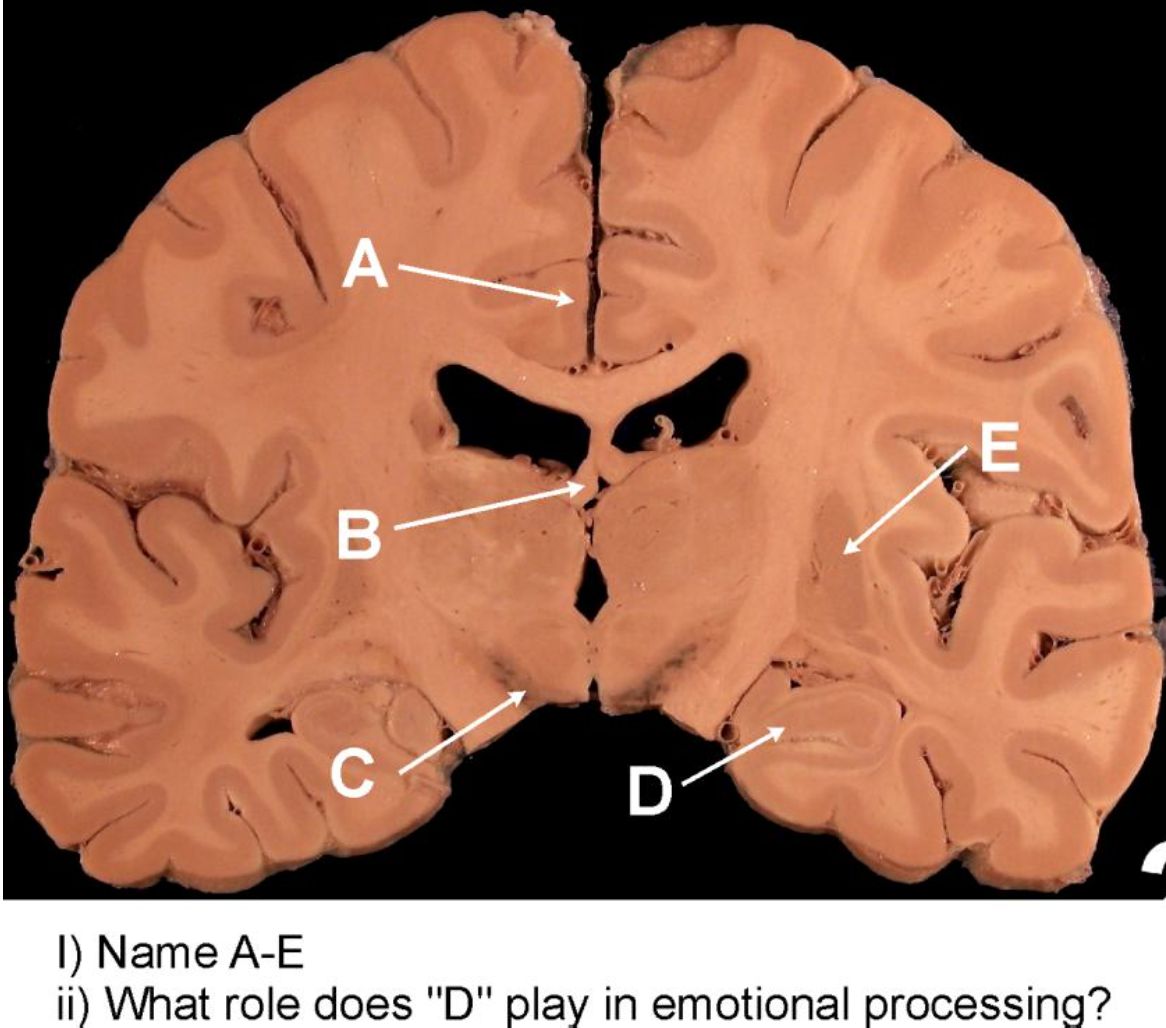 A
E
B
C
D
I) Name A-E
ii) What role does "D" play in emotional processing?